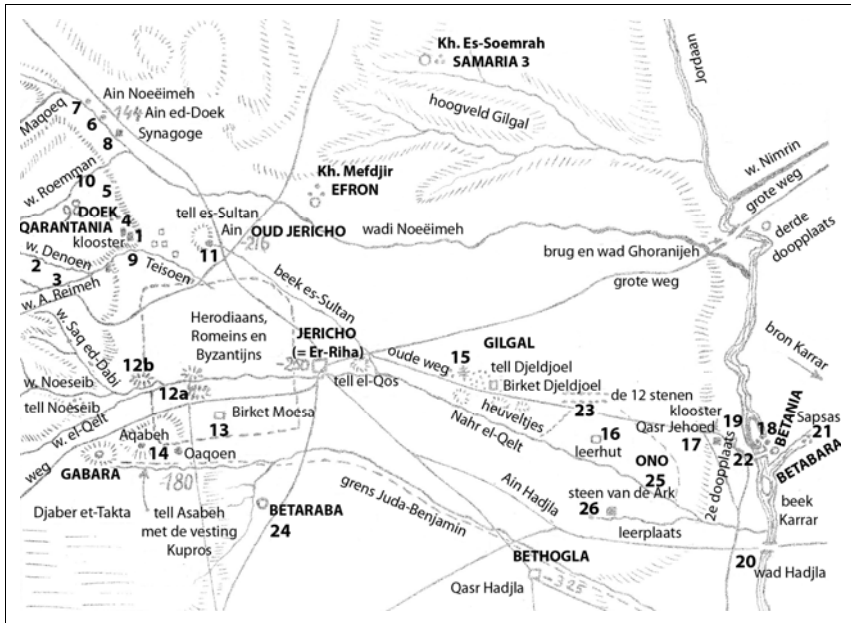 Kh. Es-Soemrah
SAMARIA 3
Jordaan
hoogveld Gilgal
Ain Noeëimeh
7
144
Ain ed-Doek
6
Maqoeq
Synagoge
8
w. Nimrin
grote weg
w. Roemman
10
5
Kh. Mefdjir
EFRON
98
DOEK
4
QARANTANIA
klooster
1
tell es-Sultan
Ain
-216
OUD JERICHO
11
wadi Noeëimeh
derde
doopplaats
brug en wad Ghoranijeh
w. Denoen
9
Teisoen
2
3
w. A. Reimeh
beek es-Sultan
grote weg
w. Saq ed-Dabi
Herodiaans,
Romeins en
Byzantijns
JERICHO
(= Er-Riha)
-250
oude weg
15
GILGAL
bron Karrar
12b
tell Djeldjoel
Birket Djeldjoel
w. Noeseib
tell el-Qos
12a
de 12 stenen
tell Noeseib
heuveltjes
23
w. el-Qelt
Birket Moesa
13
Nahr el-Qelt
klooster
Qasr Jehoed
17
19
18
BETANIA
Sapsas
21
16
leerhut
Aqabeh
14
Oaqoen
22
BETABARA
weg
GABARA
180
ONO
25
2e doopplaats
Ain Hadjla
steen van de Ark
26
beek
Karrar
Djaber et-Takta
tell Asabeh
met de vesting
Kupros
BETARABA
24
grens Juda-Benjamin
leerplaats
BETHOGLA
20
wad Hadjla
Qasr Hadjla
-325